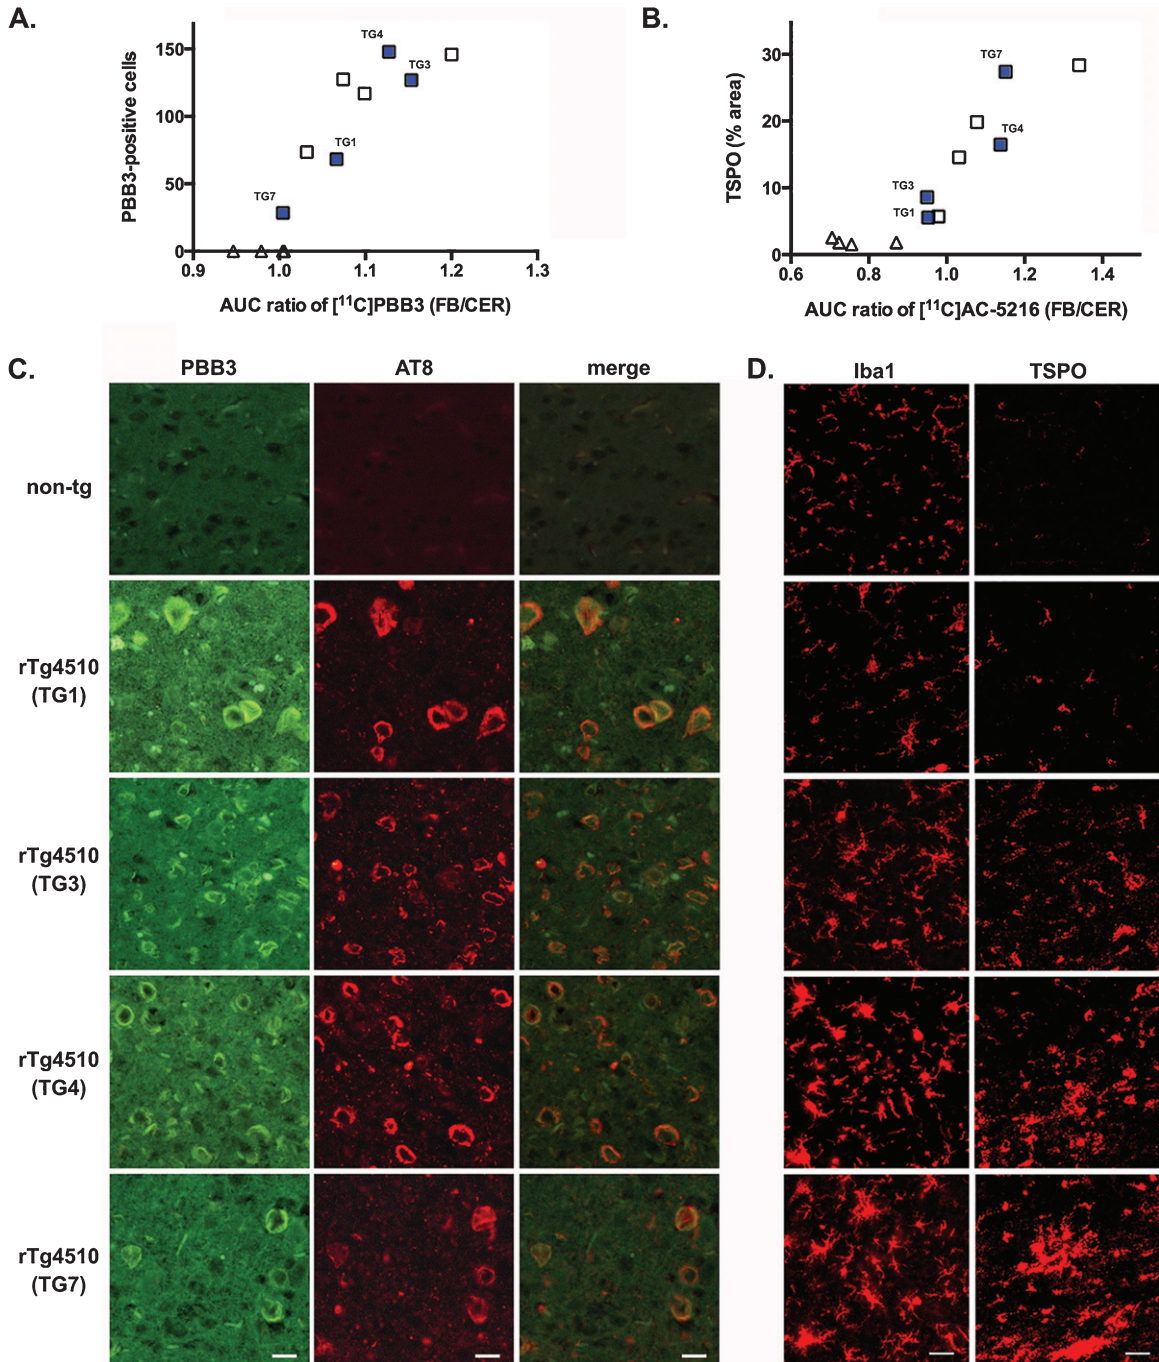 A.
PBB3-positive cells
150
100
50
0
TG4
TG3
TG1
TG7
0.9
1.0
1.1
1.2
1.3
AUC ratio of [¹¹C]PBB3 (FB/CER)
B.
TSPO (% area)
30
20
10
0
TG7
TG4
TG3
TG1
0.6
0.8
1.0
1.2
1.4
AUC ratio of [¹¹C]AC-5216 (FB/CER)
C.
PBB3
AT8
merge
non-tg
rTg4510
(TG1)
rTg4510
(TG3)
rTg4510
(TG4)
rTg4510
(TG7)
D.
Iba1
TSPO